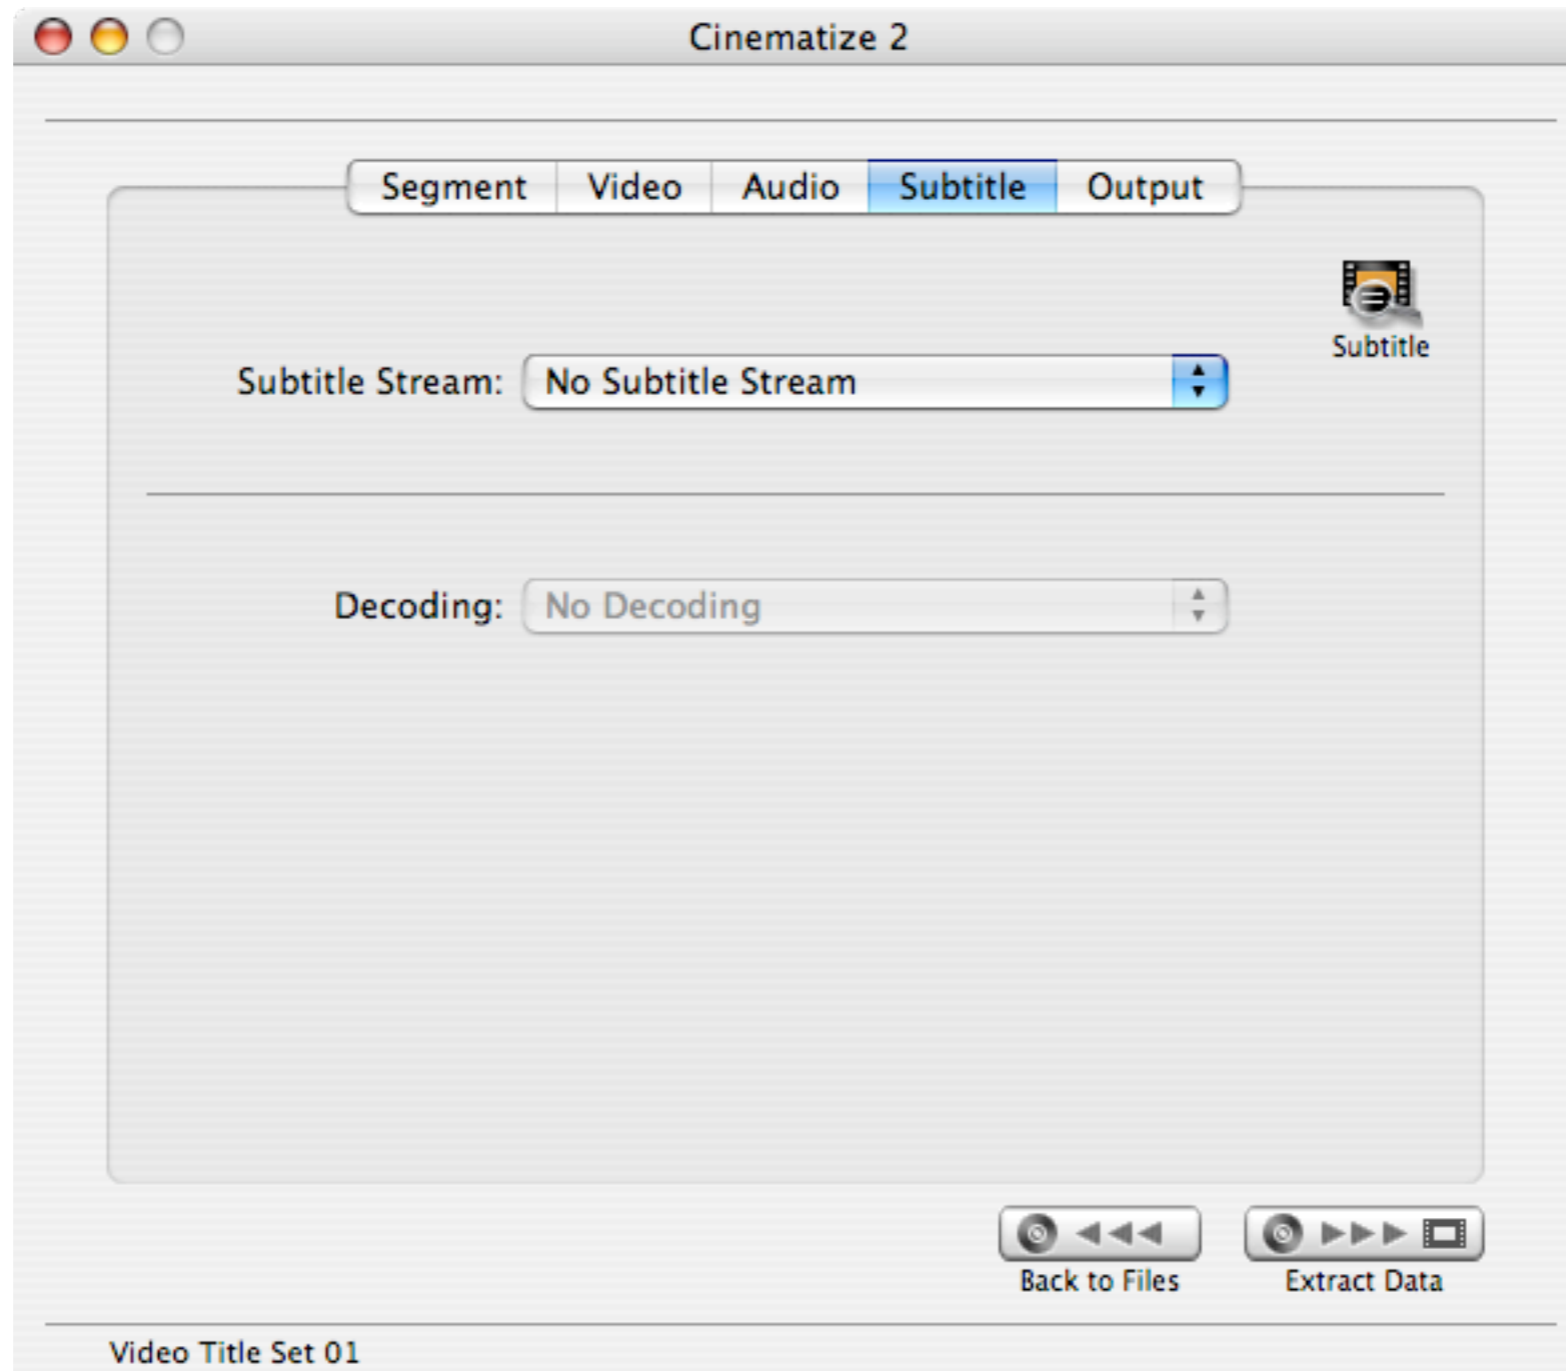 Cinematize 2
Segment Video Audio Subtitle Output
Subtitle
Subtitle Stream: No Subtitle Stream
Decoding: No Decoding
Back to Files Extract Data
Video Title Set 01